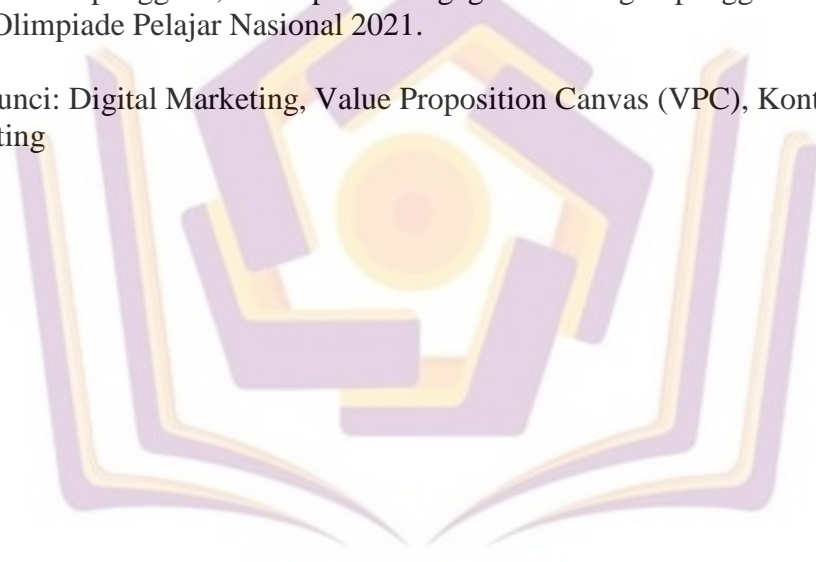 Olimpiade Pelajar Nasional 2021.
unci: Digital Marketing, Value Proposition Canvas (VPC), Kont
ting